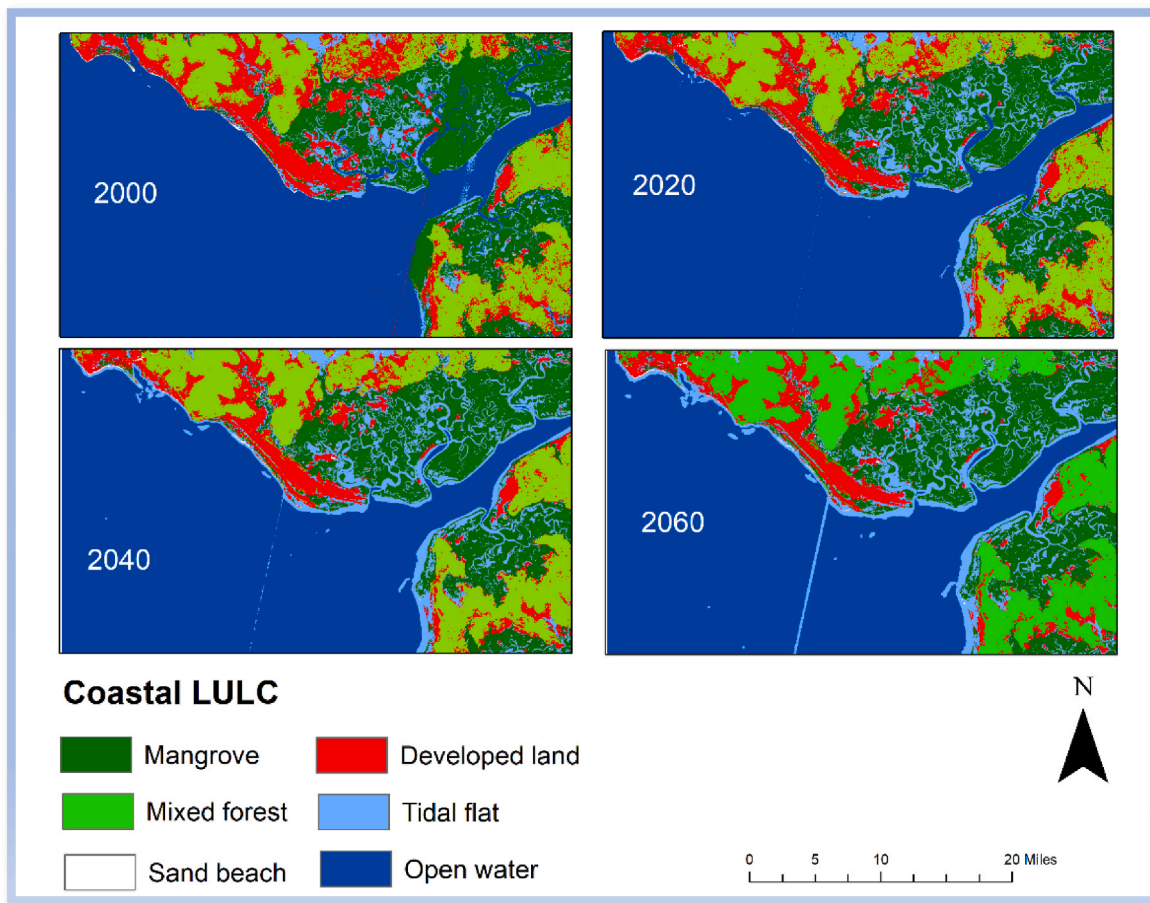 2000
2020
2040
2060
Coastal LULC
N
Mangrove
Developed land
Mixed forest
Tidal flat
Sand beach
Open water
0 5 10 20 Miles